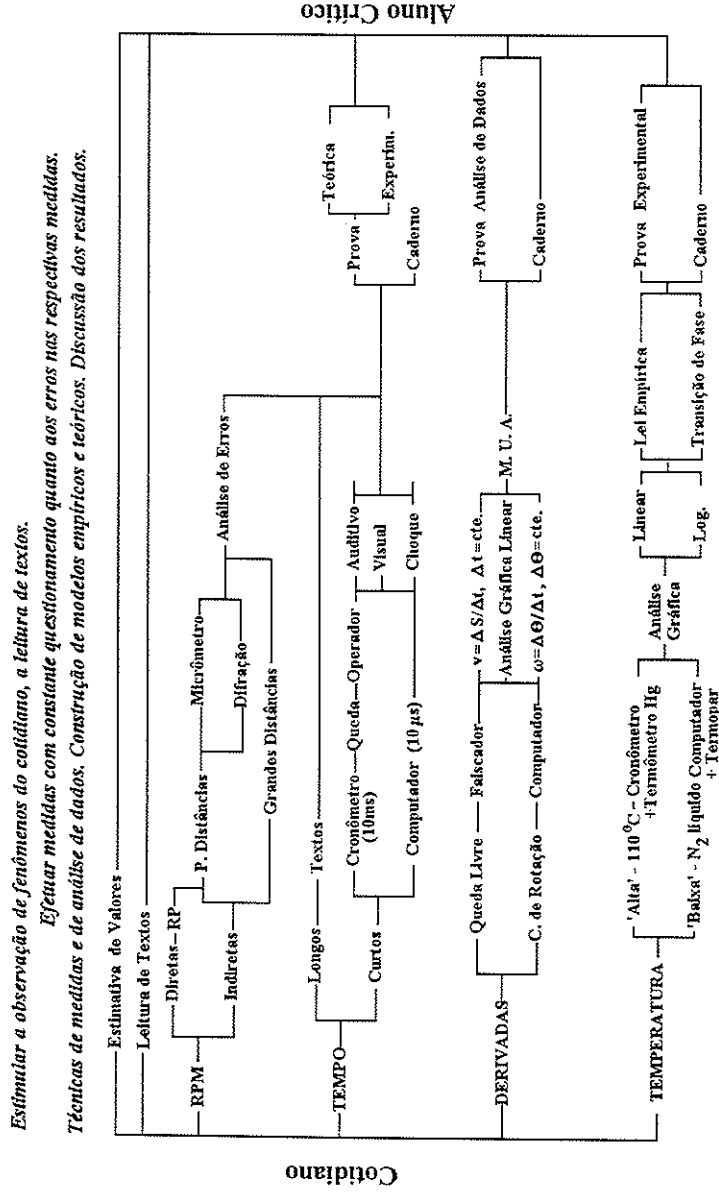 Estimular a observação de fenômenos do cotidiano, a leitura de textos.
Efetuar medidas com constante questionamento quanto aos erros nas respectivas medidas.
Técnicas de medidas e de análise de dados. Construção de modelos empíricos e teóricos. Discussão dos resultados.
Cotidiano
Estimativa de Valores
Leitura de Textos
RPM
Diretas-RP
Indiretas
P. Distâncias
Grandos Distâncias
Micrômetro
Difração
Análise de Erros
TEMPO
Longos
Textos
Curtos
Cronômetro
(10ms)
Queda
Operador
Computador (10 µs)
Auditivo
Visual
Choque
Prova
Caderno
Teórica
Experim.
DERIVADAS
Queda Livre
Faiscador
C. de Rotação
Computador
v=ΔS/Δt, Δt=cte.
Análise Gráfica Linear
ω=ΔΘ/Δt, ΔΘ=cte.
M. U. A.
Prova Análise de Dados
Caderno
TEMPERATURA
'Alta' - 110 °C - Cronômetro
+Termômetro Hg
'Baixa' - N2 líquido Computador
+ Termopar
Análise
Gráfica
Linear
Log.
Lei Empírica
Transição de Fase
Prova Experimental
Caderno
Aluno Crítico